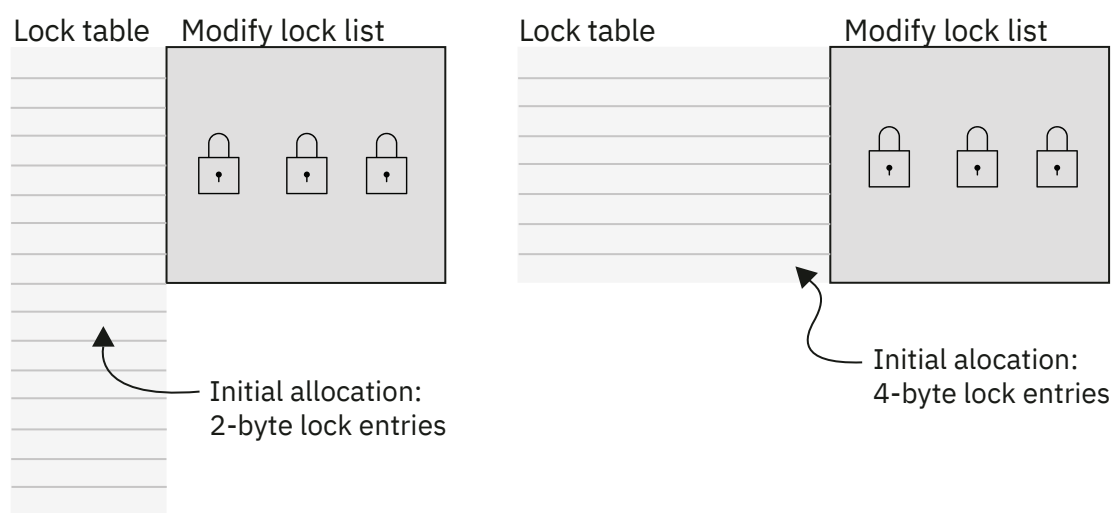 Lock table
Modify lock list
Initial allocation:
2-byte lock entries
Lock table
Modify lock list
Initial alocation:
4-byte lock entries